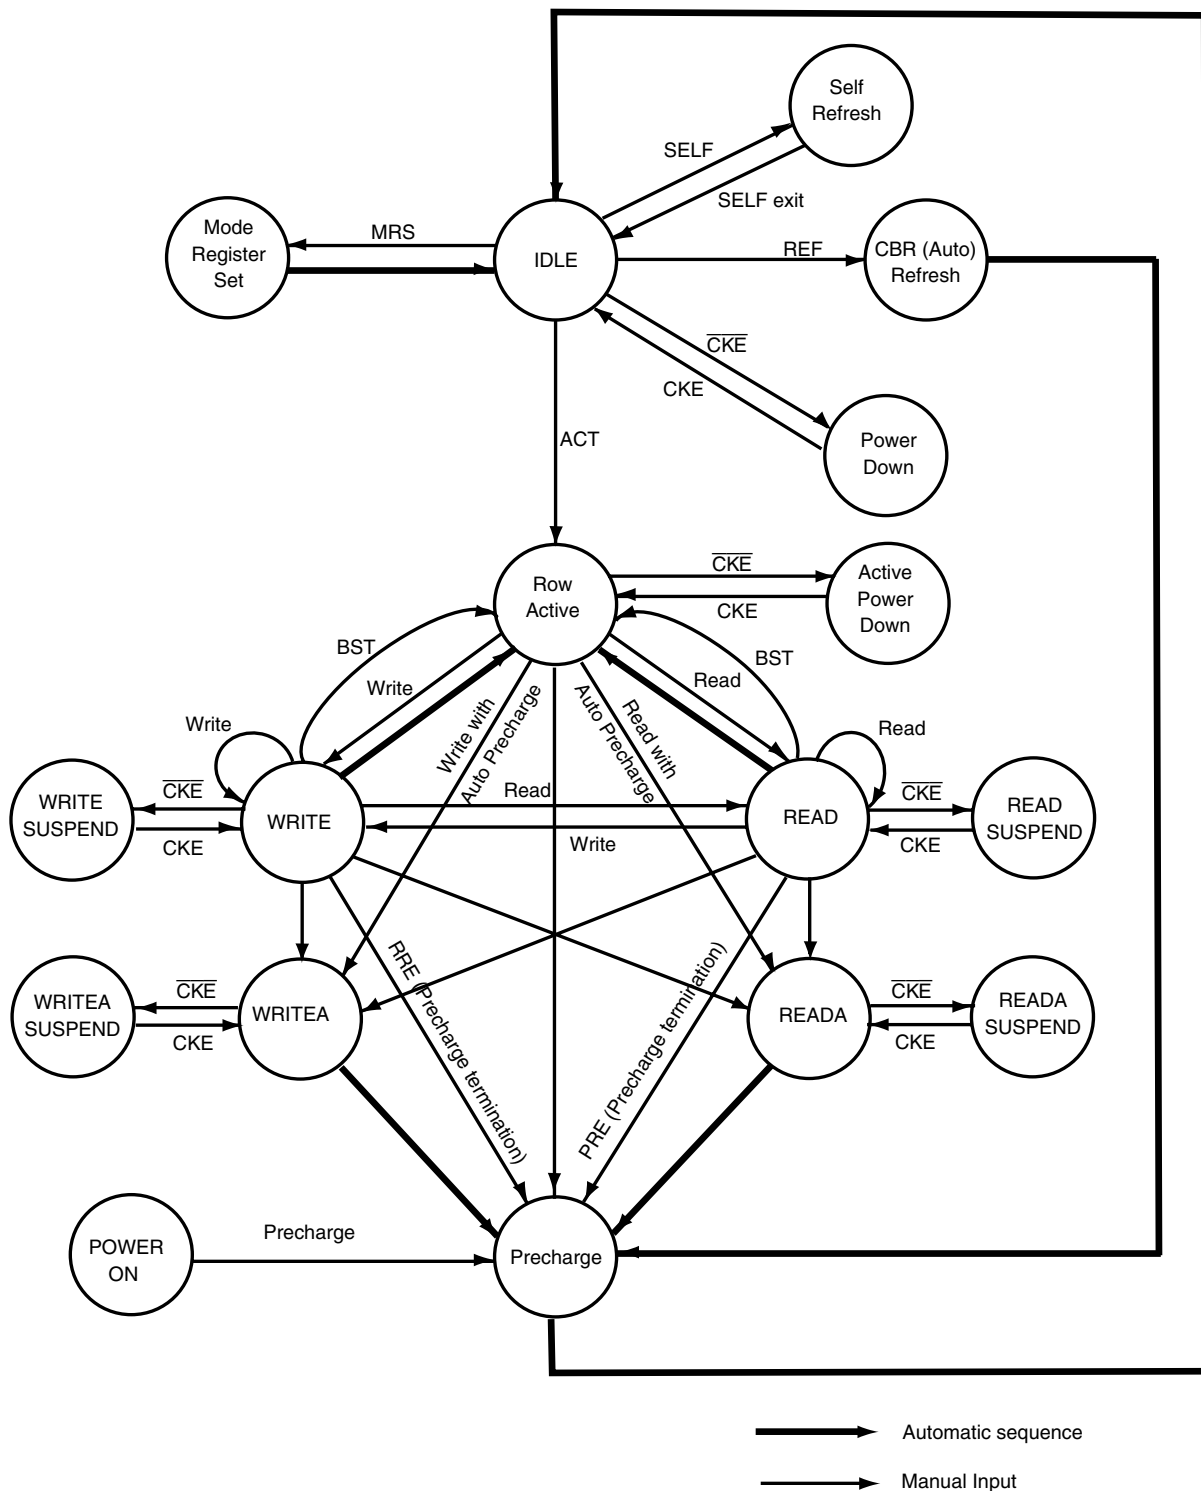 Self
Refresh
SELF
SELF exit
Mode
Register
Set
MRS
IDLE
REF
CBR (Auto)
Refresh
CKE
CKE
Power
Down
ACT
Row
Active
CKE
CKE
Active
Power
Down
BST
BST
Write
Read
Write with
Auto Precharge
Read with
Auto Precharge
Write
Read
WRITE
SUSPEND
CKE
CKE
WRITE
Read
Write
READ
CKE
CKE
READ
SUSPEND
RRE (Precharge termination)
PRE (Precharge termination)
WRITEA
SUSPEND
CKE
CKE
WRITEA
READA
CKE
CKE
READA
SUSPEND
POWER
ON
Precharge
Precharge
Automatic sequence
Manual Input